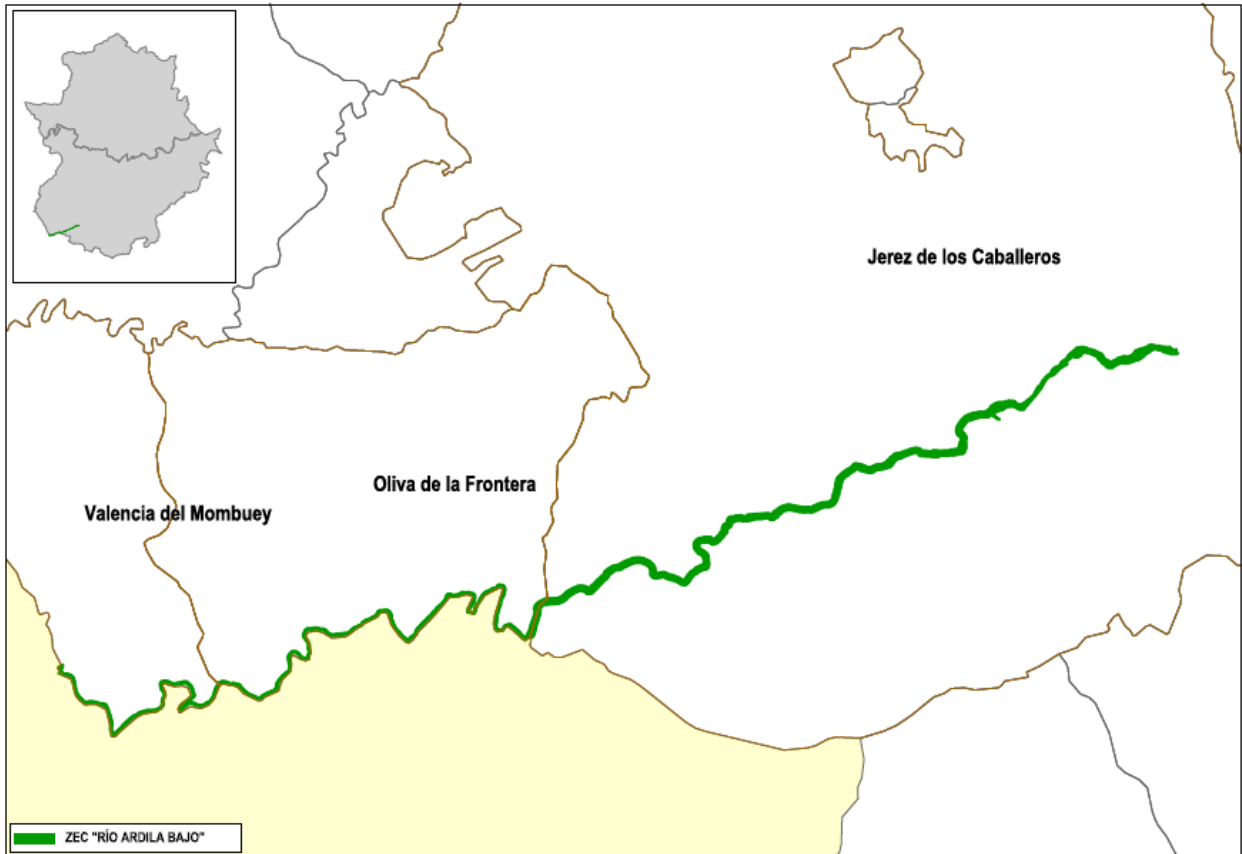 Jerez de los Caballeros
Oliva de la Frontera
Valencia del Mombuey
ZEC "RÍO ARDILA BAJO"